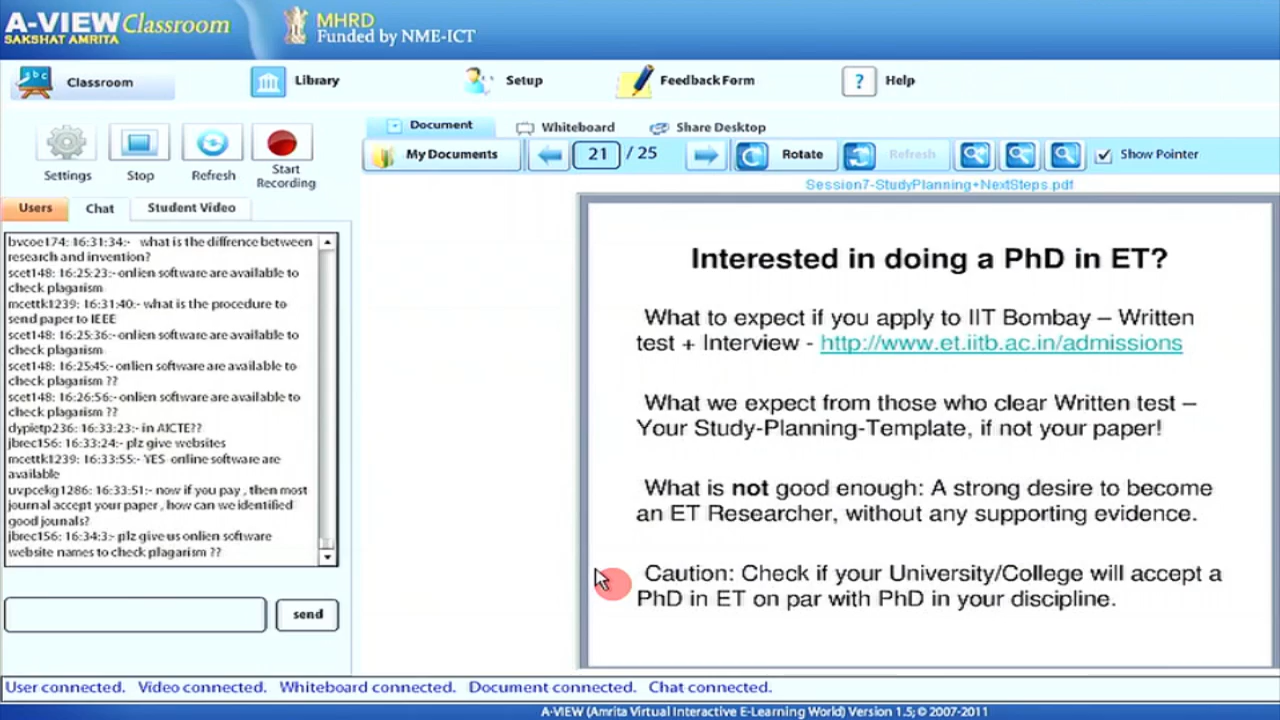 A-VIEW Classroom
SAKSHAT AMRITA
MHRD
Funded by NME-ICT
Classroom
Library
Setup
Feedback Form
? Help
Settings
Stop
Refresh
Start
Recording
Document
Whiteboard
Share Desktop
My Documents
21 / 25
Rotate
Refresh
Show Pointer
Session7-StudyPlanning+NextSteps.pdf
Users
Chat
Student Video
bvcoe174: 16:31:34:- what is the diffrence between
research and invention?
scet148: 16:25:23:- onlien software are available to
check plagarism
mcettk1239: 16:31:40:- what is the procedure to
send paper to IEEE
scet148: 16:25:36:- onlien software are available to
check plagarism
scet148: 16:25:45:- onlien software are available to
check plagarism ??
scet148: 16:26:56:- onlien software are available to
check plagarism ??
dypietp236: 16:33:23:- in AICTE??
jbrec156: 16:33:24:- plz give websites
mcettk1239: 16:33:55:- YES online software are
available
uvpcekg1286: 16:33:51:- now if you pay , then most
journal accept your paper , how can we identified
good jounals?
jbrec156: 16:34:3:- plz give us onlien software
website names to check plagarism ??
send
Interested in doing a PhD in ET?
What to expect if you apply to IIT Bombay – Written
test + Interview - http://www.et.iitb.ac.in/admissions
What we expect from those who clear Written test –
Your Study-Planning-Template, if not your paper!
What is not good enough: A strong desire to become
an ET Researcher, without any supporting evidence.
Caution: Check if your University/College will accept a
PhD in ET on par with PhD in your discipline.
User connected. Video connected. Whiteboard connected. Document connected. Chat connected.
A-VIEW (Amrita Virtual Interactive E-Learning World) Version 1.5; © 2007-2011